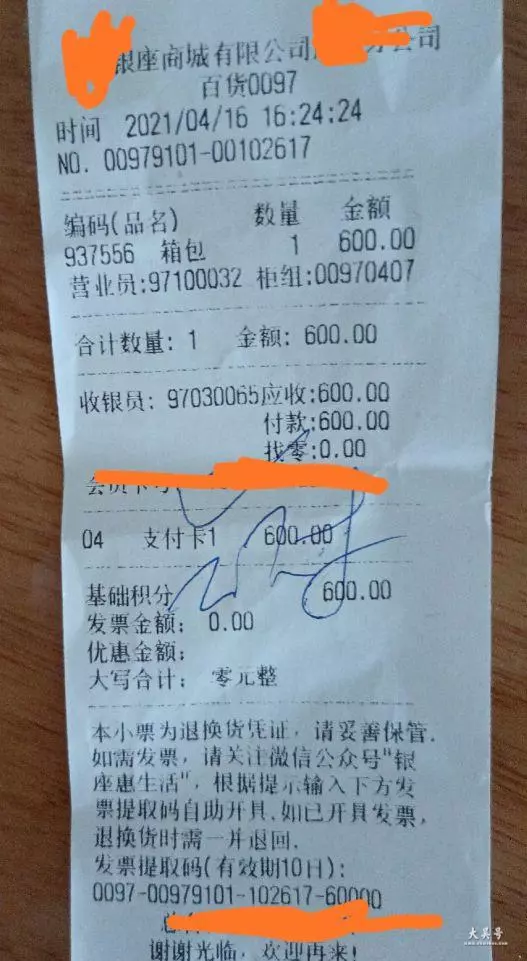 银座商城有限公司 分公司
百货0097
时间 2021/04/16 16:24:24
NO. 00979101-00102617
编码(品名) 数量 金额
937556 箱包 1 600.00
营业员:97100032 柜组:00970407
合计数量: 1 金额: 600.00
收银员: 97030065应收:600.00
付款:600.00
找零:0.00
会员卡号
04 支付卡1 600.00
基础积分 600.00
发票金额: 0.00
优惠金额:
大写合计: 零元整
本小票为退换货凭证, 请妥善保管.
如需发票, 请关注微信公众号"银
座惠生活", 根据提示输入下方发
票提取码自助开具.如已开具发票,
退换货时需一并退回.
发票提取码(有效期10日):
0097-00979101-102617-60000
谢谢光临, 欢迎再来!
大吴号